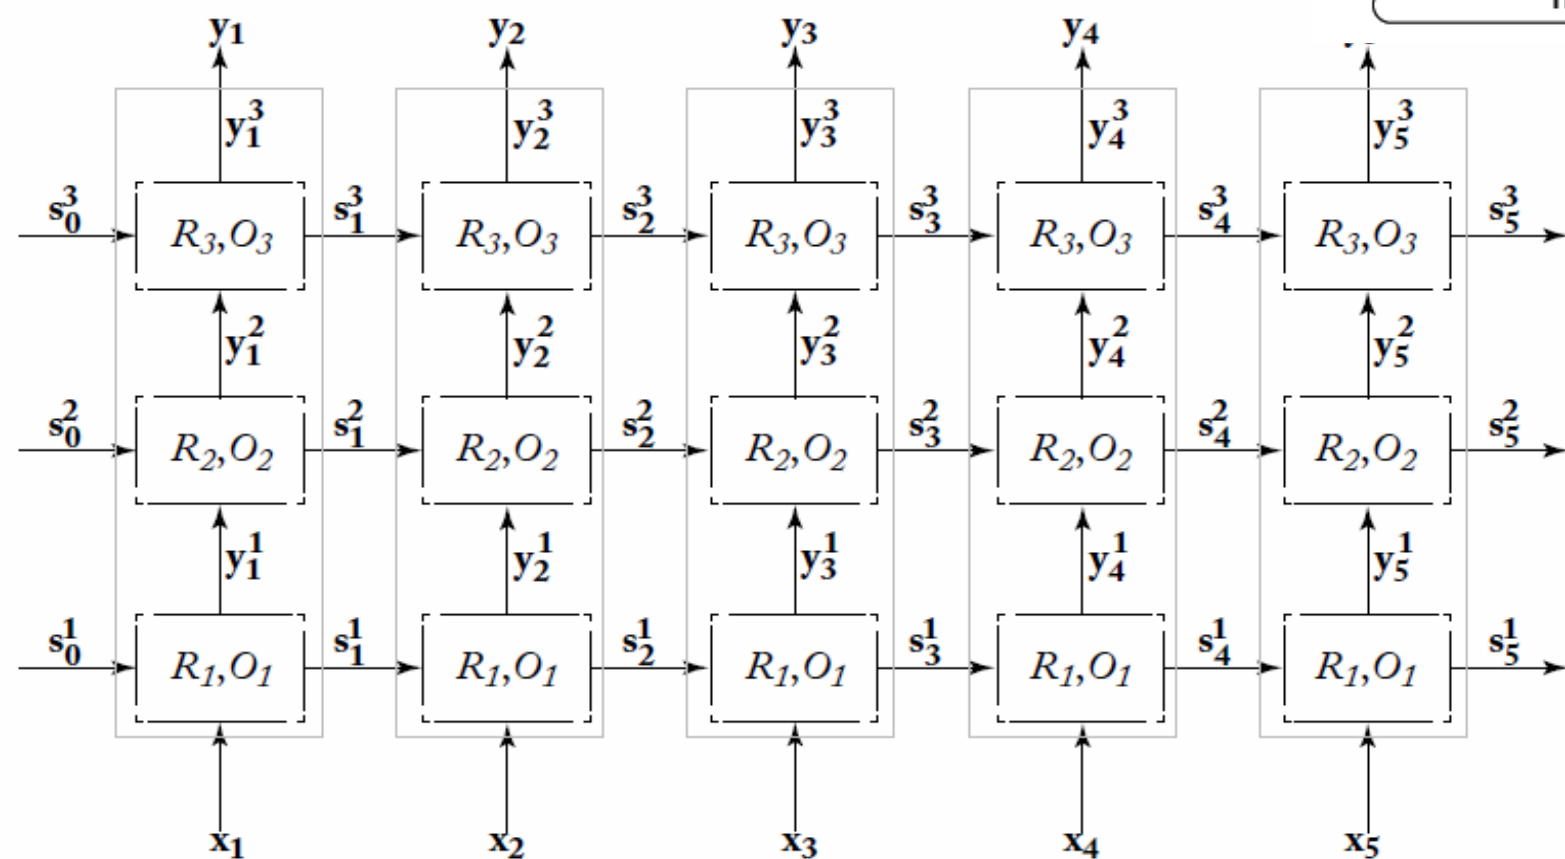 y₁ y₂ y₃ y₄
y₁³ y₂³ y₃³ y₄³ y₅³
s₀³ s₁³ s₂³ s₃³ s₄³ s₅³
R₃,O₃ R₃,O₃ R₃,O₃ R₃,O₃ R₃,O₃
y₁² y₂² y₃² y₄² y₅²
s₀² s₁² s₂² s₃² s₄² s₅²
R₂,O₂ R₂,O₂ R₂,O₂ R₂,O₂ R₂,O₂
y₁¹ y₂¹ y₃¹ y₄¹ y₅¹
s₀¹ s₁¹ s₂¹ s₃¹ s₄¹ s₅¹
R₁,O₁ R₁,O₁ R₁,O₁ R₁,O₁ R₁,O₁
x₁ x₂ x₃ x₄ x₅